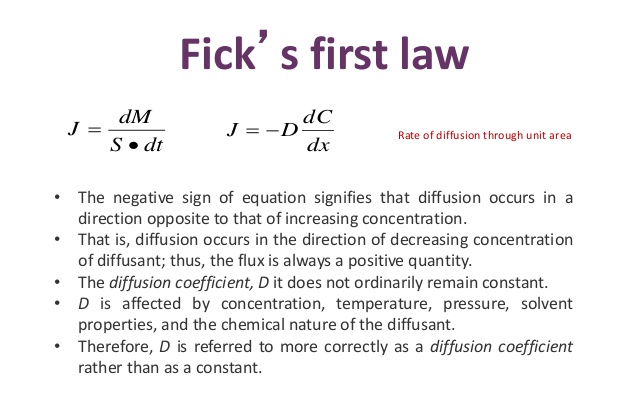 Fick’s first law
J = dM / S • dt    J = −D dC / dx    Rate of diffusion through unit area
• The negative sign of equation signifies that diffusion occurs in a
direction opposite to that of increasing concentration.
• That is, diffusion occurs in the direction of decreasing concentration
of diffusant; thus, the flux is always a positive quantity.
• The diffusion coefficient, D it does not ordinarily remain constant.
• D is affected by concentration, temperature, pressure, solvent
properties, and the chemical nature of the diffusant.
• Therefore, D is referred to more correctly as a diffusion coefficient
rather than as a constant.